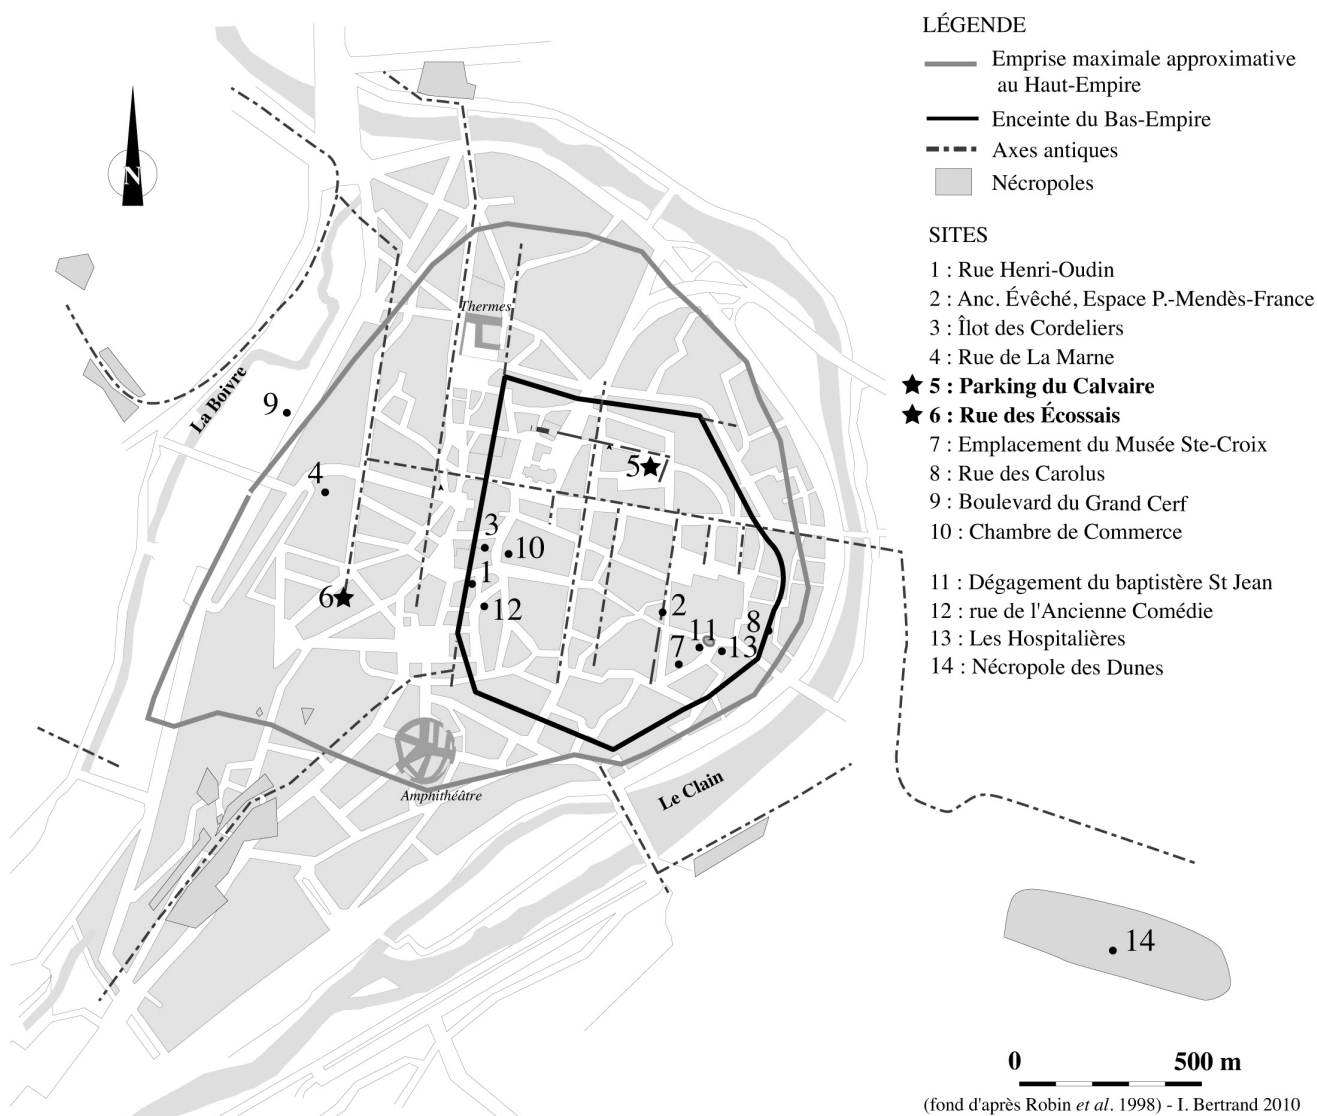 LÉGENDE
Emprise maximale approximative
au Haut-Empire
Enceinte du Bas-Empire
Axes antiques
Nécropoles
SITES
1 : Rue Henri-Oudin
2 : Anc. Évêché, Espace P.-Mendès-France
3 : Îlot des Cordeliers
4 : Rue de La Marne
5 : Parking du Calvaire
6 : Rue des Écossais
7 : Emplacement du Musée Ste-Croix
8 : Rue des Carolus
9 : Boulevard du Grand Cerf
10 : Chambre de Commerce
11 : Dégagement du baptistère St Jean
12 : rue de l'Ancienne Comédie
13 : Les Hospitalières
14 : Nécropole des Dunes
N
Thermes
La Boivre
9
4
5
3
10
1
6
12
2
11
8
7
13
Amphithéâtre
Le Clain
14
0 500 m
(fond d'après Robin et al. 1998) - I. Bertrand 2010